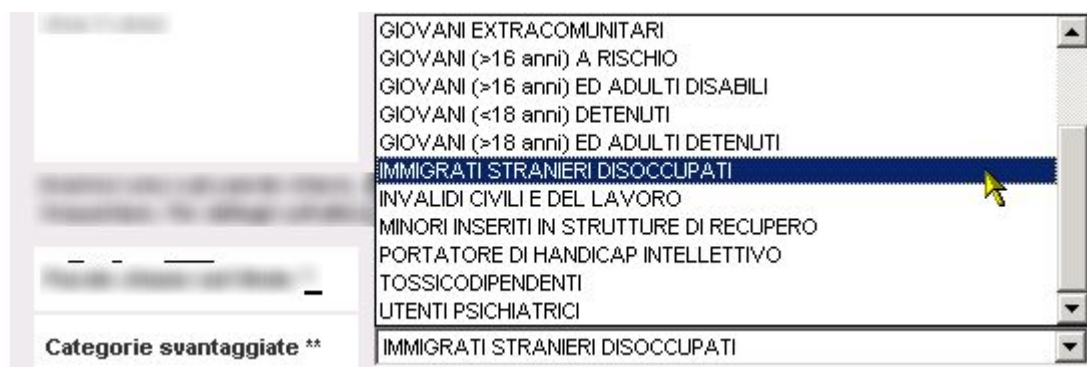 GIOVANI EXTRACOMUNITARI
GIOVANI (>16 anni) A RISCHIO
GIOVANI (>16 anni) ED ADULTI DISABILI
GIOVANI (<18 anni) DETENUTI
GIOVANI (>18 anni) ED ADULTI DETENUTI
IMMIGRATI STRANIERI DISOCCUPATI
INVALIDI CIVILI E DEL LAVORO
MINORI INSERITI IN STRUTTURE DI RECUPERO
PORTATORE DI HANDICAP INTELLETTIVO
TOSSICODIPENDENTI
UTENTI PSICHIATRICI
Categorie svantaggiate ** IMMIGRATI STRANIERI DISOCCUPATI